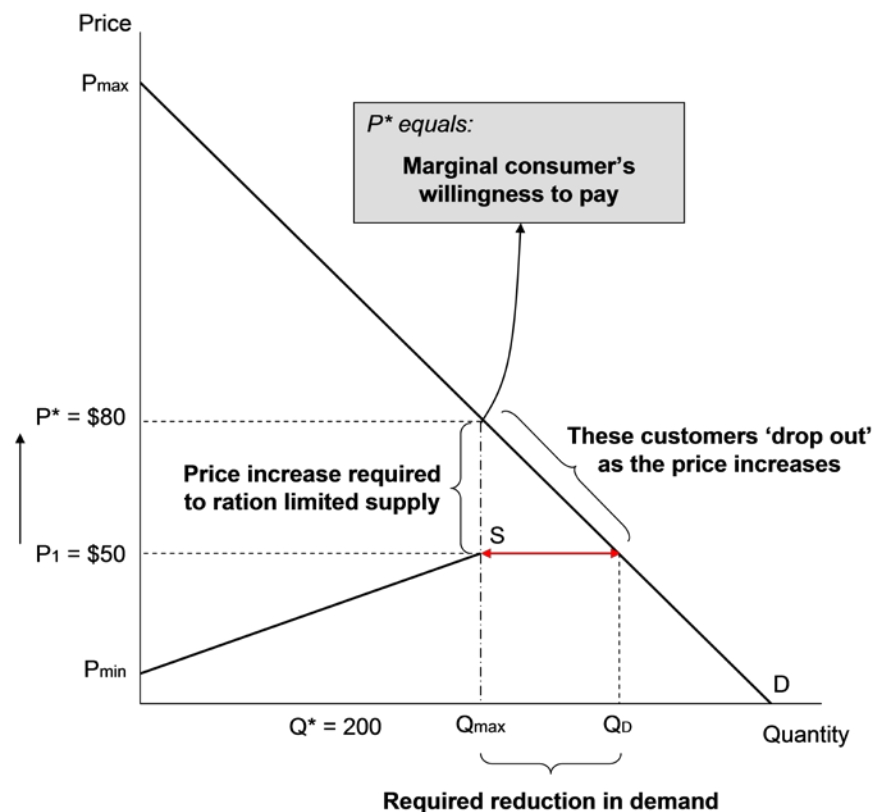 Price
Pmax
P* equals:
Marginal consumer's
willingness to pay
P* = $80
These customers ‘drop out’
as the price increases
Price increase required
to ration limited supply
S
P1 = $50
Pmin
D
Q* = 200
Qmax
QD
Quantity
Required reduction in demand